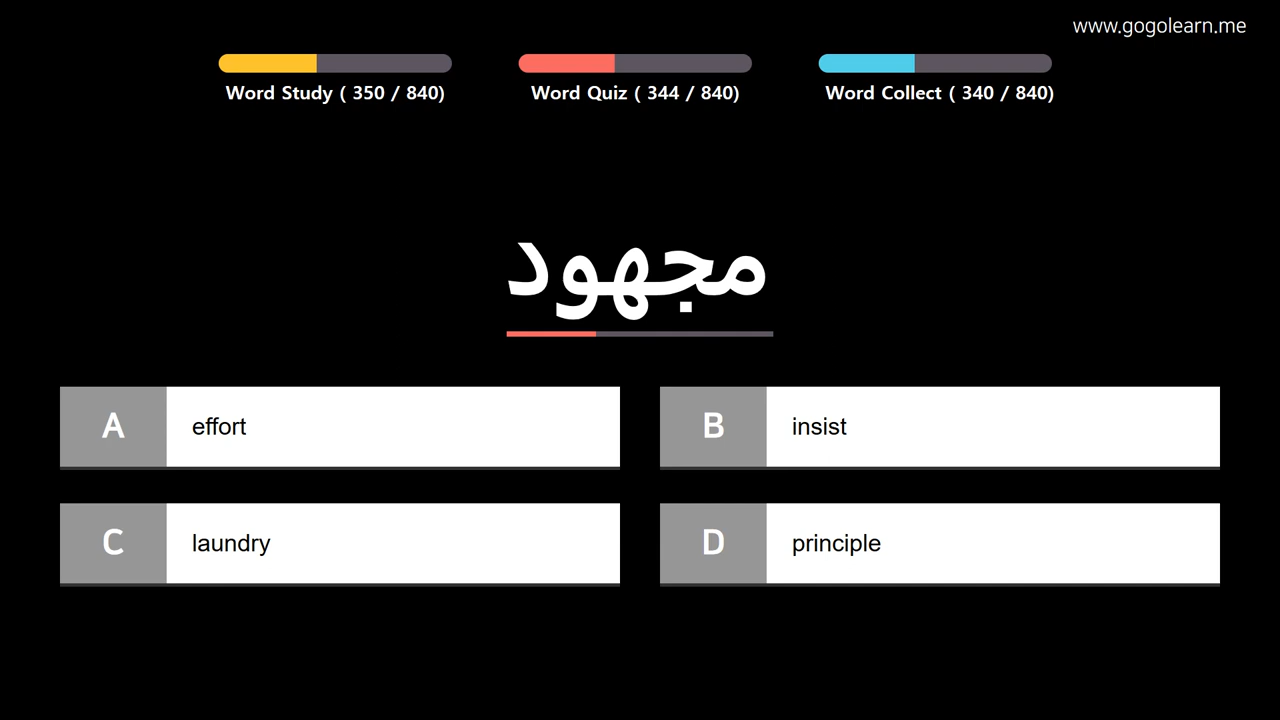 www.gogolearn.me
Word Study ( 350 / 840)
Word Quiz ( 344 / 840)
Word Collect ( 340 / 840)
مجهود
A effort
B insist
C laundry
D principle